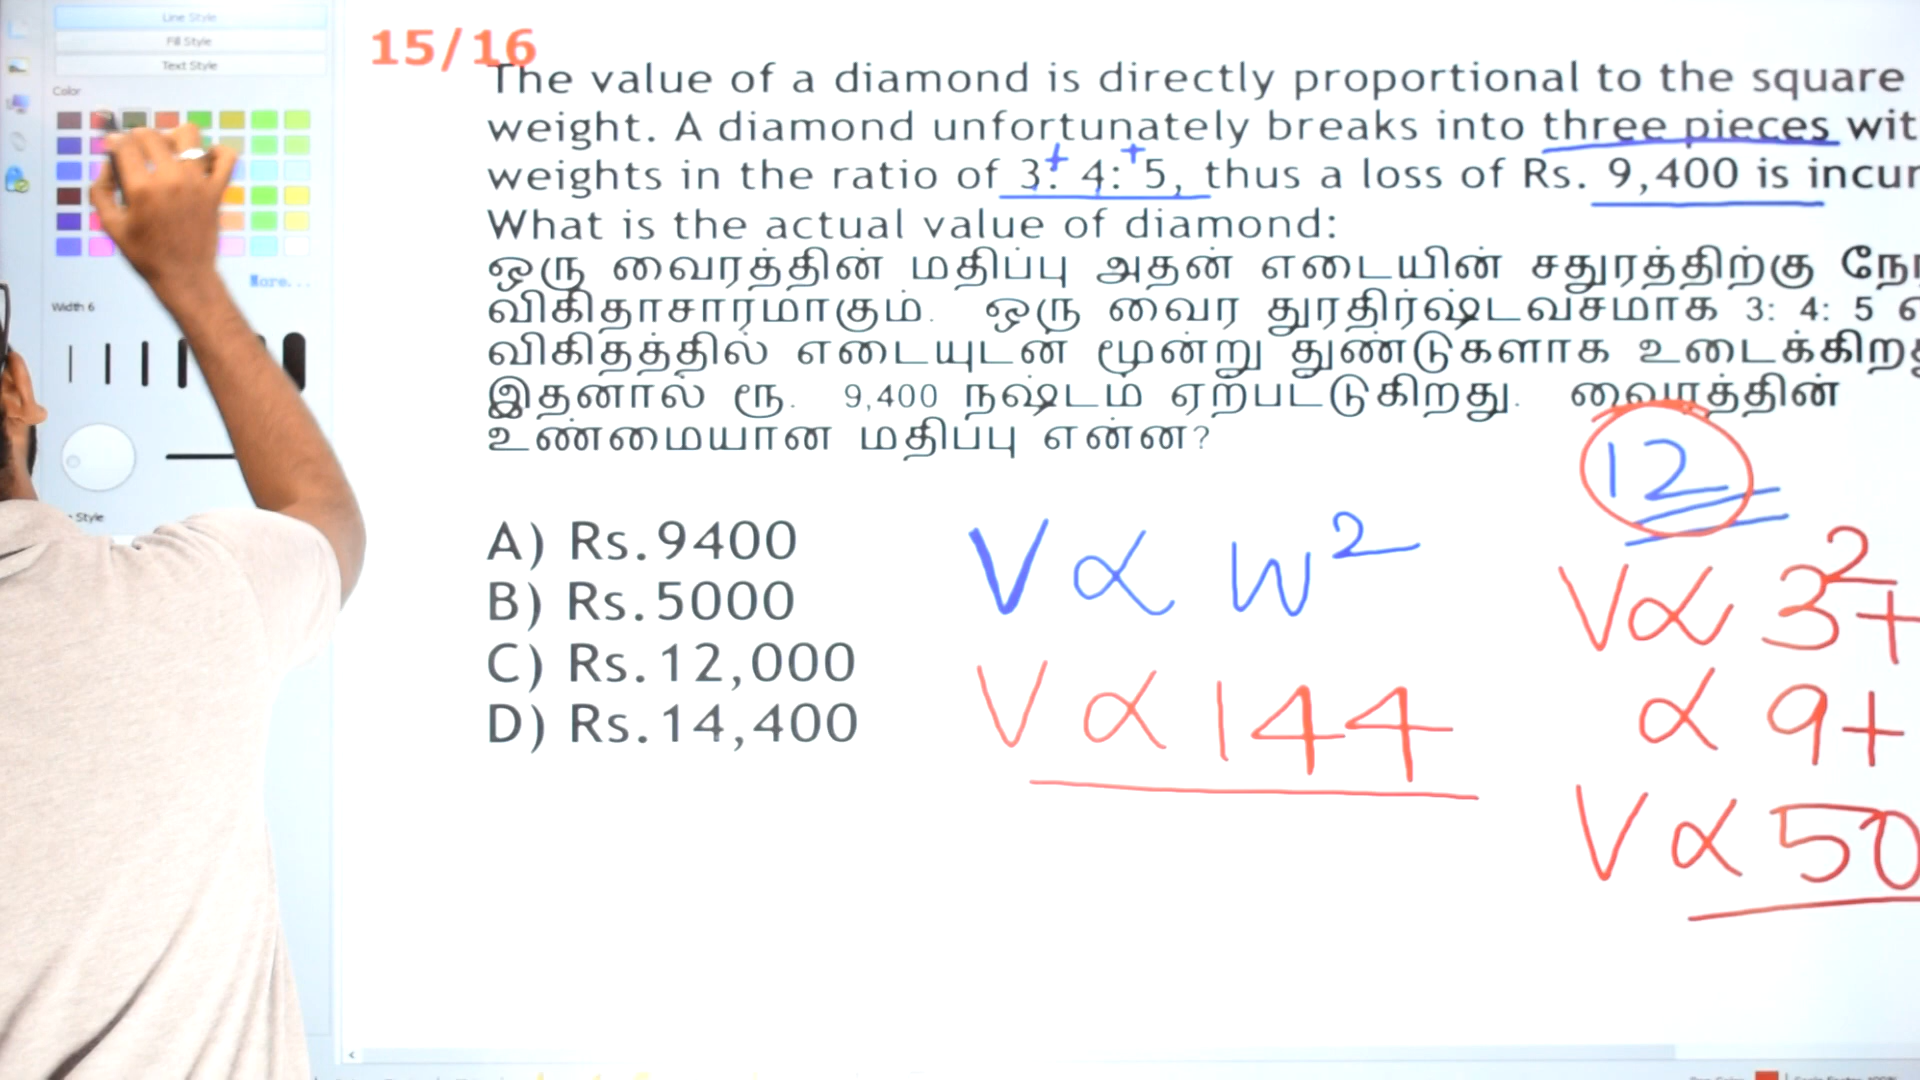 Line Style
Fill Style
Text Style
Color
More...
Width 6
Style
15/16
The value of a diamond is directly proportional to the square
weight. A diamond unfortunately breaks into three pieces wit
weights in the ratio of 3: 4: 5, thus a loss of Rs. 9,400 is incur
+ +
What is the actual value of diamond:
ஒரு வைரத்தின் மதிப்பு அதன் எடையின் சதுரத்திற்கு நேர
விகிதாசாரமாகும். ஒரு வைர துரதிர்ஷ்டவசமாக 3: 4: 5 எ
விகிதத்தில் எடையுடன் மூன்று துண்டுகளாக உடைக்கிறது
இதனால் ரூ. 9,400 நஷ்டம் ஏற்பட்டுகிறது. வைரத்தின்
உண்மையான மதிப்பு என்ன?
12
A) Rs.9400
B) Rs.5000
C) Rs.12,000
D) Rs.14,400
V ∝ W²
V ∝ 144
V ∝ 3²+
∝ 9+
V ∝ 50